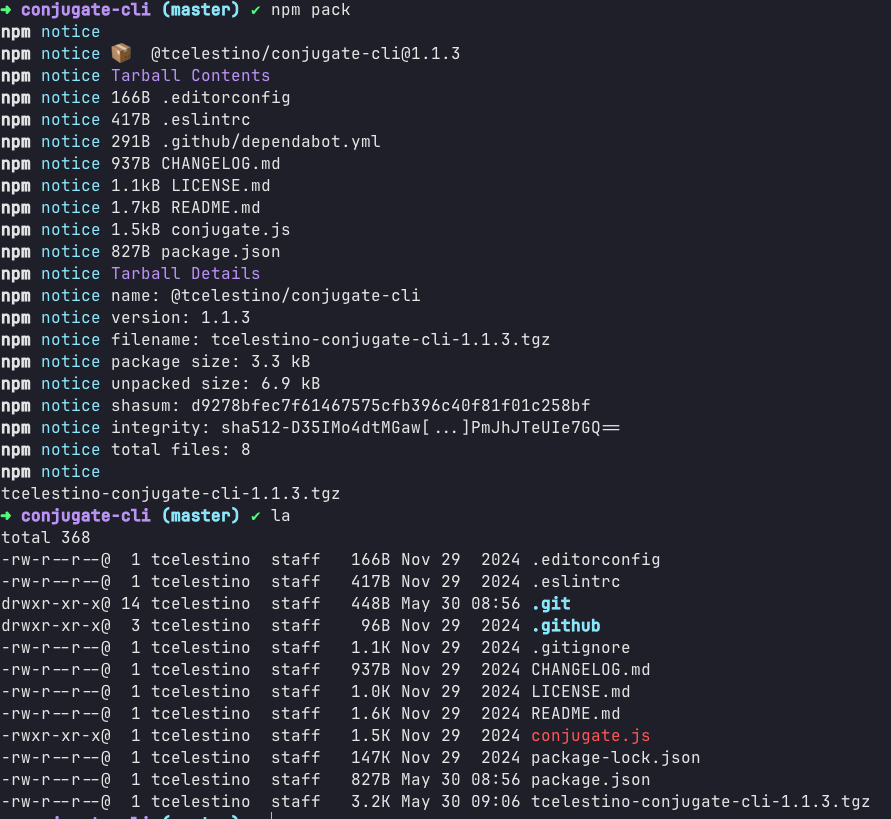 ➜ conjugate-cli (master) ✔ npm pack
npm notice
npm notice 📦  @tcelestino/conjugate-cli@1.1.3
npm notice Tarball Contents
npm notice 166B .editorconfig
npm notice 417B .eslintrc
npm notice 291B .github/dependabot.yml
npm notice 937B CHANGELOG.md
npm notice 1.1kB LICENSE.md
npm notice 1.7kB README.md
npm notice 1.5kB conjugate.js
npm notice 827B package.json
npm notice Tarball Details
npm notice name: @tcelestino/conjugate-cli
npm notice version: 1.1.3
npm notice filename: tcelestino-conjugate-cli-1.1.3.tgz
npm notice package size: 3.3 kB
npm notice unpacked size: 6.9 kB
npm notice shasum: d9278bfec7f61467575cfb396c40f81f01c258bf
npm notice integrity: sha512-D35IMo4dtMGaw[...]PmJhJTeUIe7GQ==
npm notice total files: 8
npm notice
tcelestino-conjugate-cli-1.1.3.tgz
➜ conjugate-cli (master) ✔ la
total 368
-rw-r--r--@  1 tcelestino  staff   166B Nov 29  2024 .editorconfig
-rw-r--r--@  1 tcelestino  staff   417B Nov 29  2024 .eslintrc
drwxr-xr-x@ 14 tcelestino  staff   448B May 30 08:56 .git
drwxr-xr-x@  3 tcelestino  staff    96B Nov 29  2024 .github
-rw-r--r--@  1 tcelestino  staff   1.1K Nov 29  2024 .gitignore
-rw-r--r--@  1 tcelestino  staff   937B Nov 29  2024 CHANGELOG.md
-rw-r--r--@  1 tcelestino  staff   1.0K Nov 29  2024 LICENSE.md
-rw-r--r--@  1 tcelestino  staff   1.6K Nov 29  2024 README.md
-rwxr-xr-x@  1 tcelestino  staff   1.5K Nov 29  2024 conjugate.js
-rw-r--r--@  1 tcelestino  staff   147K Nov 29  2024 package-lock.json
-rw-r--r--@  1 tcelestino  staff   827B May 30 08:56 package.json
-rw-r--r--@  1 tcelestino  staff   3.2K May 30 09:06 tcelestino-conjugate-cli-1.1.3.tgz